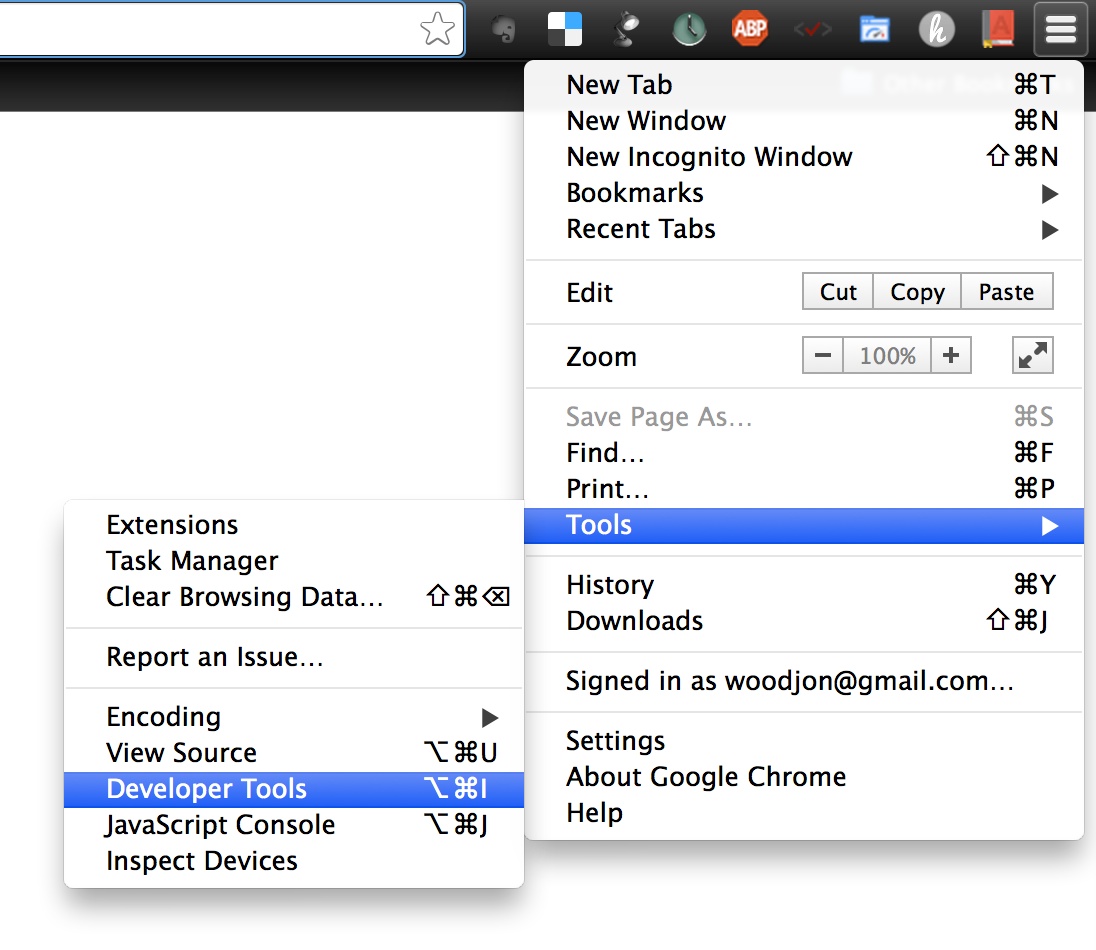 ABP
New Tab ⌘T
New Window ⌘N
New Incognito Window ⇧⌘N
Bookmarks ▶
Recent Tabs ▶
Edit Cut Copy Paste
Zoom − 100% +
Save Page As... ⌘S
Find... ⌘F
Print... ⌘P
Tools ▶
History ⌘Y
Downloads ⇧⌘J
Signed in as woodjon@gmail.com...
Settings
About Google Chrome
Help
Extensions
Task Manager
Clear Browsing Data... ⇧⌘⌫
Report an Issue...
Encoding ▶
View Source ⌥⌘U
Developer Tools ⌥⌘I
JavaScript Console ⌥⌘J
Inspect Devices